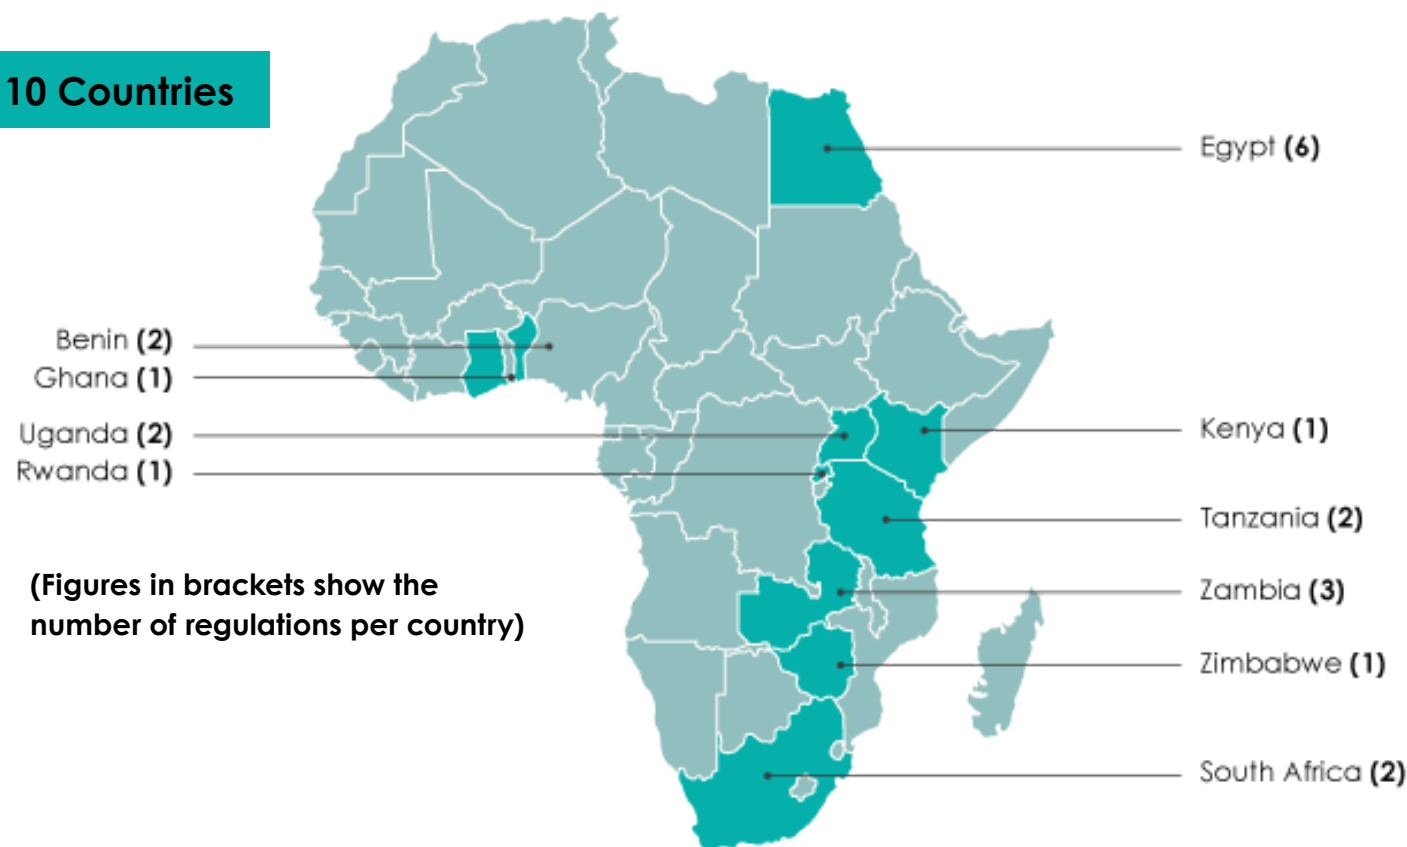 10 Countries
Egypt (6)
Benin (2)
Ghana (1)
Uganda (2)
Rwanda (1)
Kenya (1)
Tanzania (2)
Zambia (3)
Zimbabwe (1)
South Africa (2)
(Figures in brackets show the
number of regulations per country)